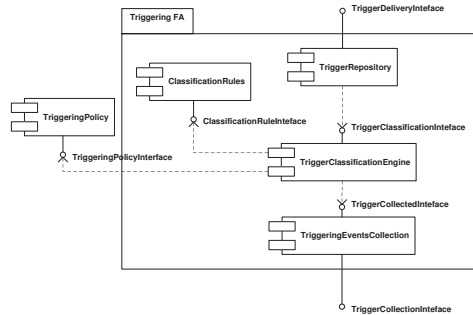 TriggerDeliveryInteface
Triggering FA
TriggerRepository
ClassificationRules
TriggeringPolicy
ClassificationRuleInteface
TriggerClassificationInteface
TriggeringPolicyInterface
TriggerClassificationEngine
TriggerCollectedInteface
TriggeringEventsCollection
TriggerCollectionInteface